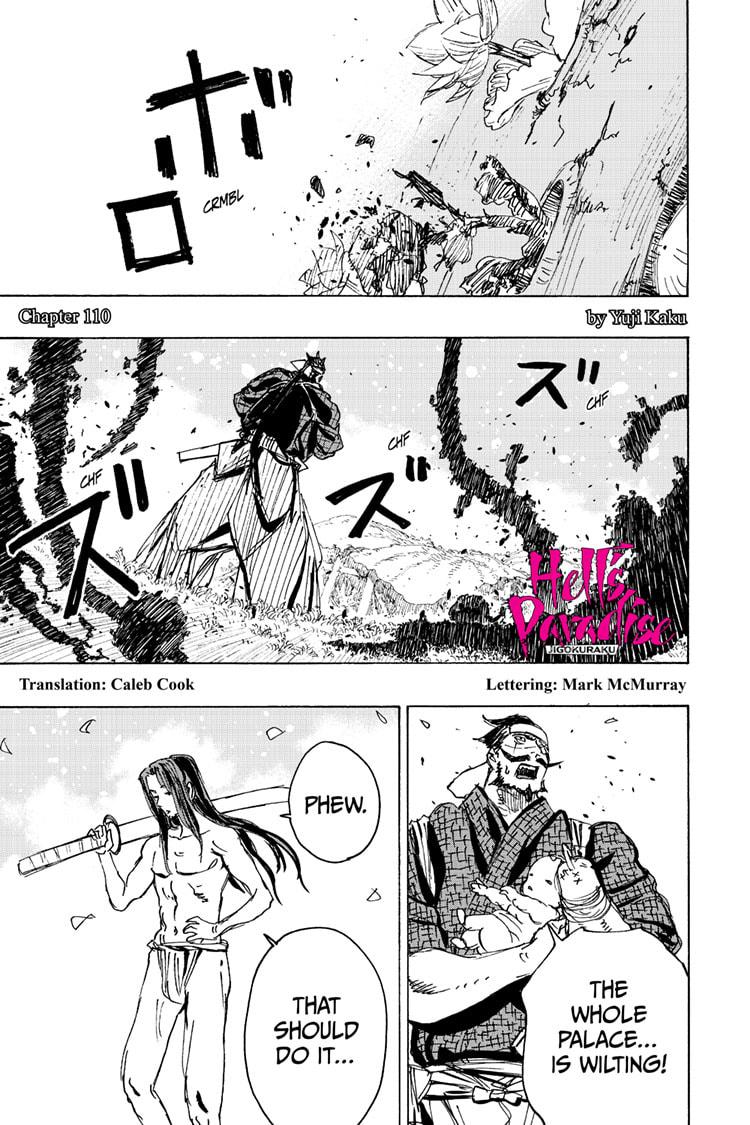 ボ
ロ
CRMBL
Chapter 110
by Yuji Kaku
ズ
CHF
CHF
ズ
CHF
ズ
Hell's
Paradise
JIGOKURAKU
Translation: Caleb Cook
Lettering: Mark McMurray
THE
WHOLE
PALACE...
IS WILTING!
PHEW.
THAT
SHOULD
DO IT...